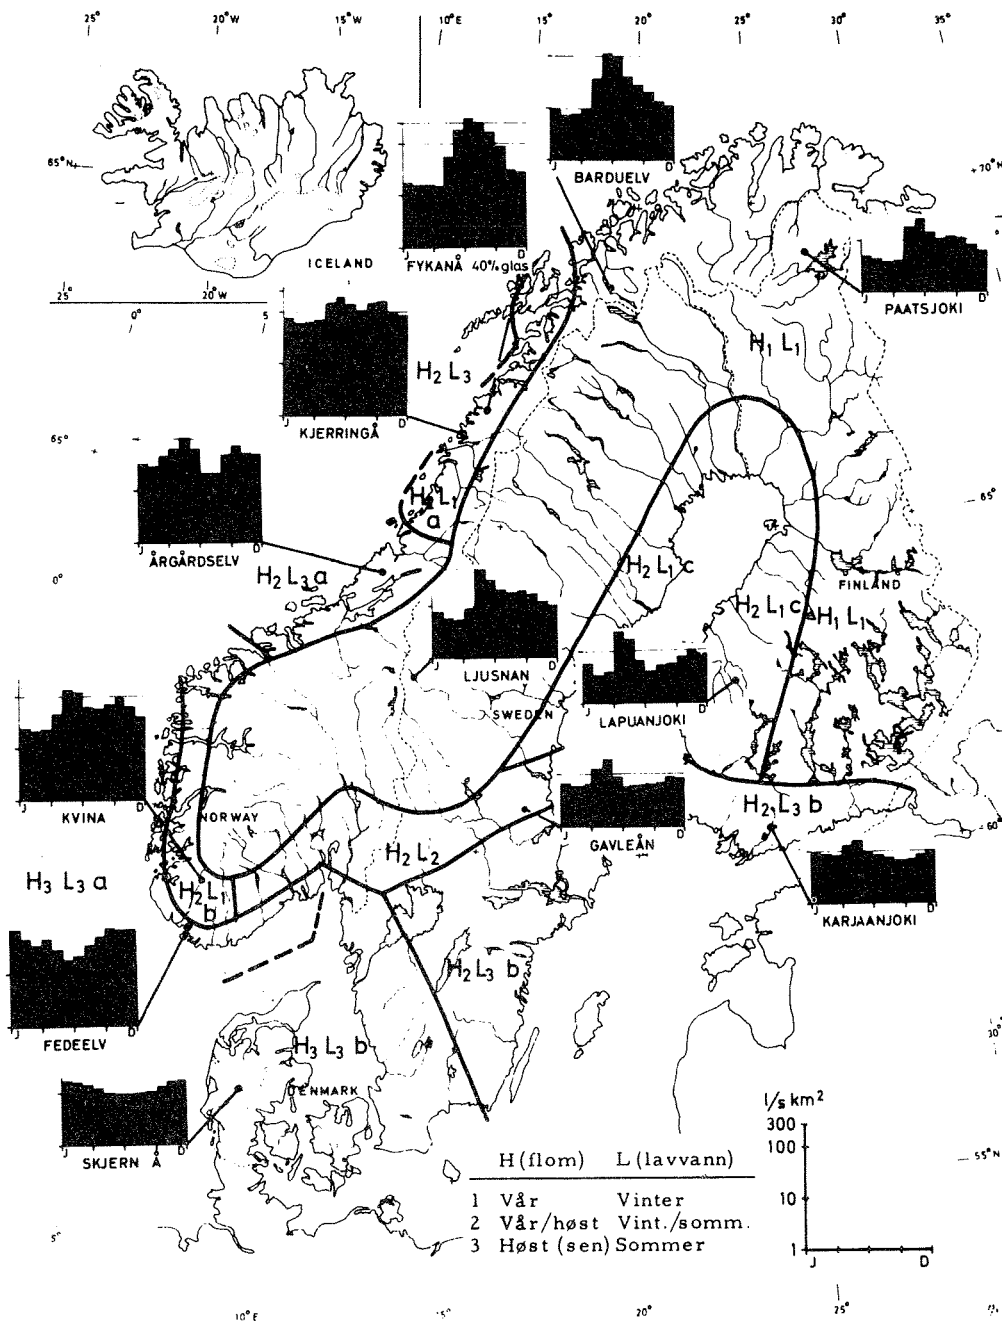 25° 20°W 15°W 10°E 15° 20° 25° 30° 35°
BARDUELV
65°N
+70°N
ICELAND
FYKANÅ 40% glas
J D
PAATSJOKI
J D
25° 20°W
0° 5
H₁ L₁
H₂ L₃
KJERRINGÅ
65°
65°
H₂ L₁
a
ÅRGÅRDSELV
J D
FINLAND
0°
H₂ L₃ a
H₂ L₁ c
H₂ L₁ c
H₁ L₁
LJUSNAN
J D
SWEDEN
LAPUANJOKI
J D
KVINA
J D
NORWAY
H₂ L₃ b
60°
GAVLEÅN
J D
H₂ L₂
H₃ L₃ a
H₂ L₁
b
KARJAANJOKI
J D
H₂ L₃ b
FEDEELV
J D
H₃ L₃ b
DENMARK
SKJERN Å
J D
l/s km²
300
100
10
1
J D
H (flom) L (lavvann)
1 Vår Vinter
2 Vår/høst Vint./somm.
3 Høst (sen) Sommer
55°N
10°E 15° 20° 25°